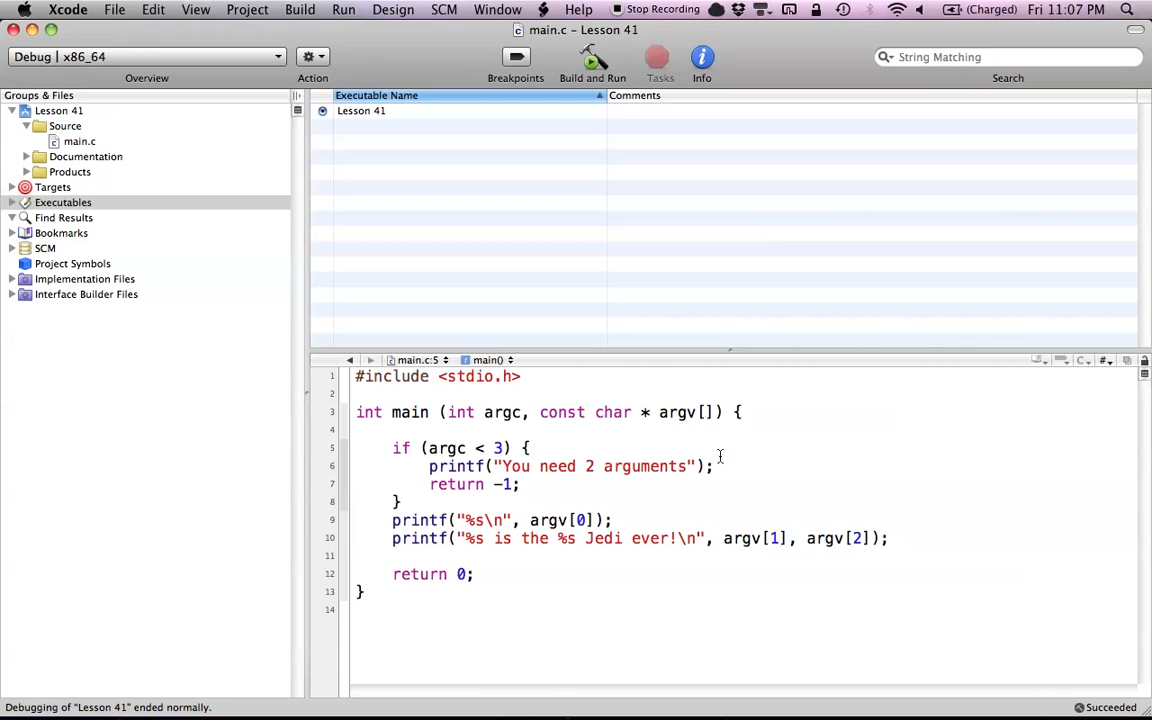 Xcode File Edit View Project Build Run Design SCM Window Help Stop Recording (Charged) Fri 11:07 PM
main.c – Lesson 41
Debug | x86_64
String Matching
Overview Action Breakpoints Build and Run Tasks Info Search
Groups & Files
Lesson 41
Source
main.c
Documentation
Products
Targets
Executables
Find Results
Bookmarks
SCM
Project Symbols
Implementation Files
Interface Builder Files
Executable Name Comments
Lesson 41
main.c:5 main() C #
1 #include <stdio.h>
2
3 int main (int argc, const char * argv[]) {
4
5 if (argc < 3) {
6 printf("You need 2 arguments");
7 return -1;
8 }
9 printf("%s\n", argv[0]);
10 printf("%s is the %s Jedi ever!\n", argv[1], argv[2]);
11
12 return 0;
13 }
14
Debugging of "Lesson 41" ended normally. Succeeded